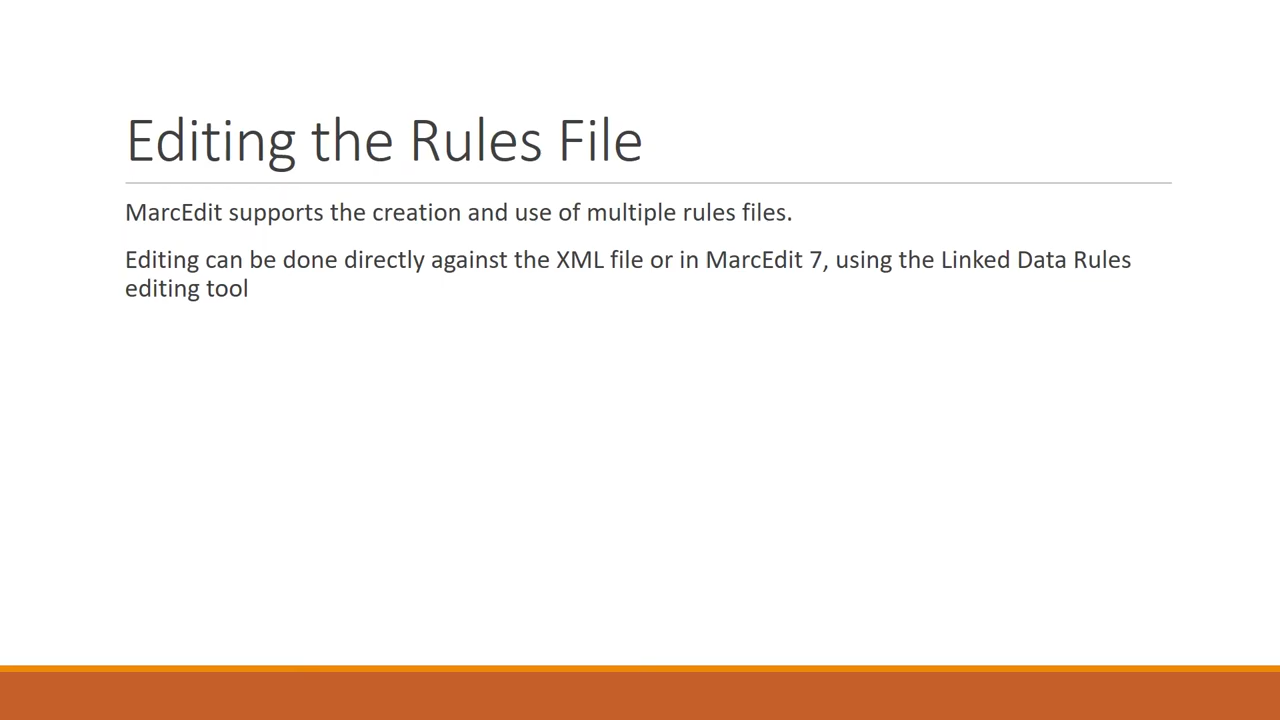 Editing the Rules File
MarcEdit supports the creation and use of multiple rules files.
Editing can be done directly against the XML file or in MarcEdit 7, using the Linked Data Rules
editing tool